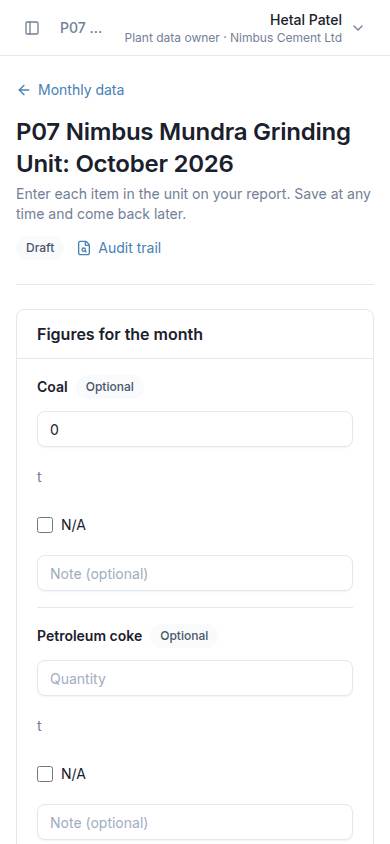 P07 ...
Hetal Patel
Plant data owner · Nimbus Cement Ltd
Monthly data
P07 Nimbus Mundra Grinding
Unit: October 2026
Enter each item in the unit on your report. Save at any
time and come back later.
Draft
Audit trail
Figures for the month
Coal
Optional
0
t
N/A
Note (optional)
Petroleum coke
Optional
Quantity
t
N/A
Note (optional)